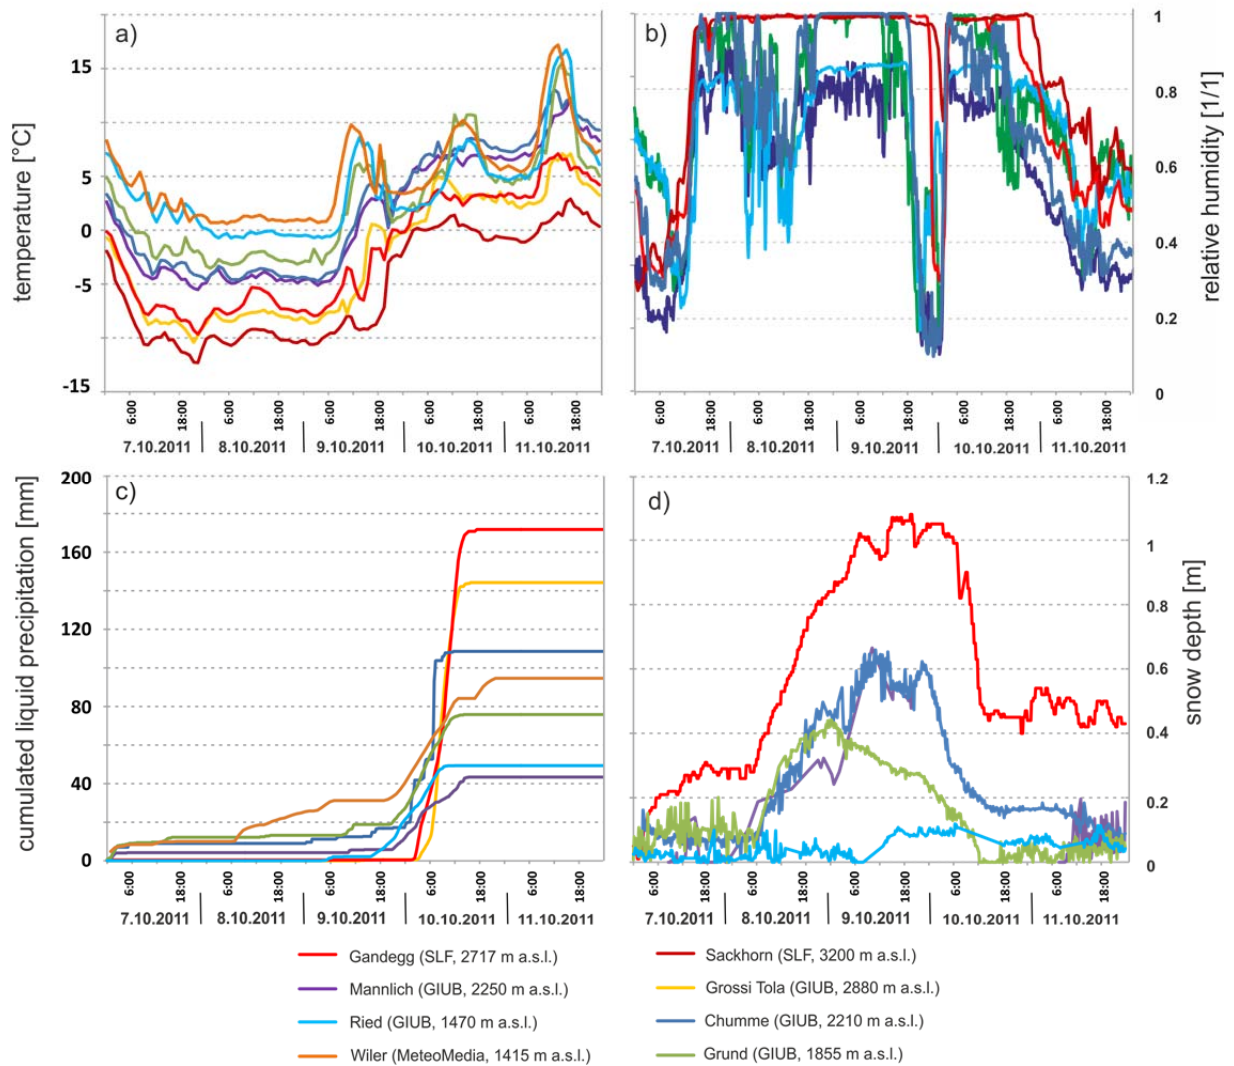 a)
temperature [°C]
15
5
0
-5
-15
6:00 18:00 6:00 18:00 6:00 18:00 6:00 18:00 6:00 18:00
7.10.2011 8.10.2011 9.10.2011 10.10.2011 11.10.2011
b)
relative humidity [1/1]
1
0.8
0.6
0.4
0.2
0
6:00 18:00 6:00 18:00 6:00 18:00 6:00 18:00 6:00 18:00
7.10.2011 8.10.2011 9.10.2011 10.10.2011 11.10.2011
c)
cumulated liquid precipitation [mm]
200
160
120
80
40
0
6:00 18:00 6:00 18:00 6:00 18:00 6:00 18:00 6:00 18:00
7.10.2011 8.10.2011 9.10.2011 10.10.2011 11.10.2011
d)
snow depth [m]
1.2
1
0.8
0.6
0.4
0.2
0
6:00 18:00 6:00 18:00 6:00 18:00 6:00 18:00 6:00 18:00
7.10.2011 8.10.2011 9.10.2011 10.10.2011 11.10.2011
Gandegg (SLF, 2717 m a.s.l.)
Mannlich (GIUB, 2250 m a.s.l.)
Ried (GIUB, 1470 m a.s.l.)
Wiler (MeteoMedia, 1415 m a.s.l.)
Sackhorn (SLF, 3200 m a.s.l.)
Grossi Tola (GIUB, 2880 m a.s.l.)
Chumme (GIUB, 2210 m a.s.l.)
Grund (GIUB, 1855 m a.s.l.)